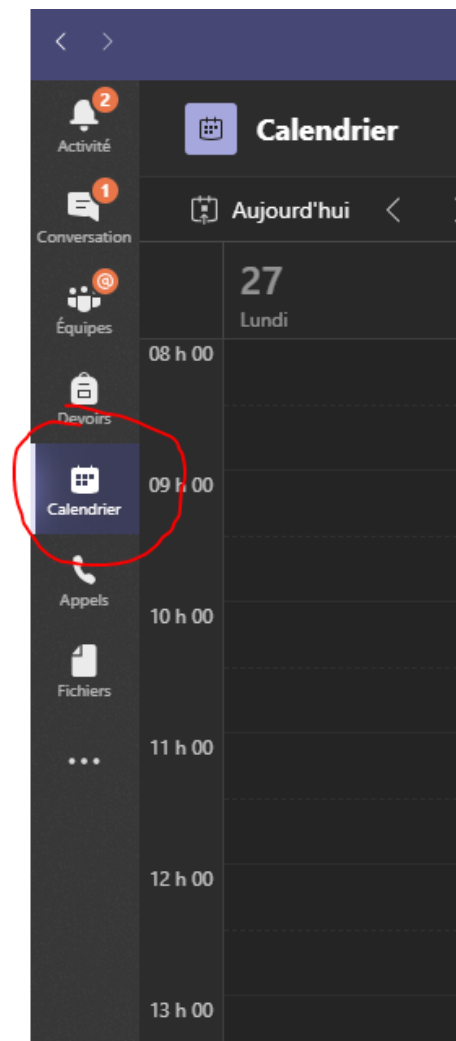 2
Activité
1
Conversation
@
Équipes
Devoirs
Calendrier
Appels
Fichiers
Calendrier
Aujourd'hui
27
Lundi
08 h 00
09 h 00
10 h 00
11 h 00
12 h 00
13 h 00